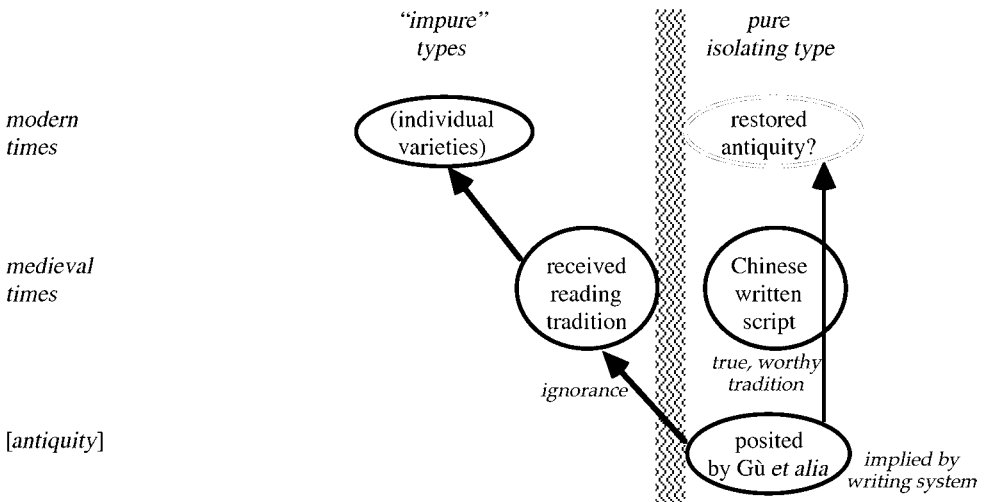 “impure”
types
pure
isolating type
modern
times
(individual
varieties)
restored
antiquity?
medieval
times
received
reading
tradition
Chinese
written
script
true, worthy
tradition
ignorance
[antiquity]
posited
by Gù et alia
implied by
writing system